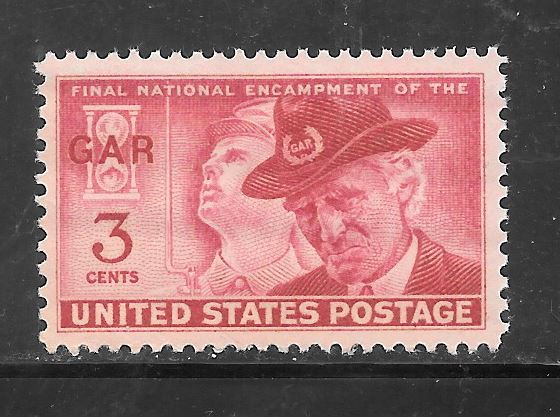 FINAL NATIONAL ENCAMPMENT OF THE
GAR
GAR
3
CENTS
UNITED STATES POSTAGE